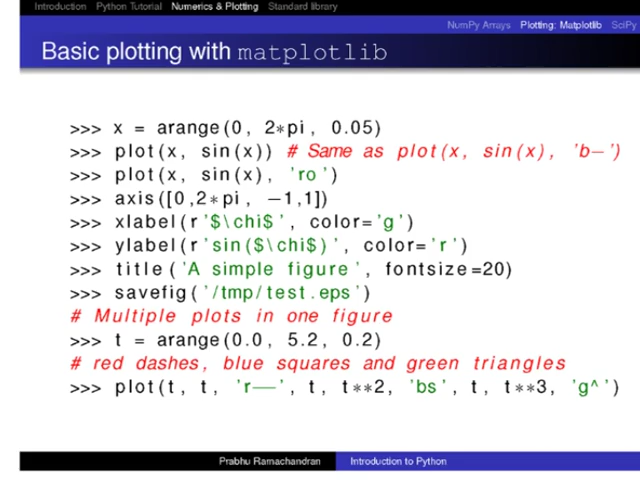 Introduction Python Tutorial Numerics & Plotting Standard library
NumPy Arrays Plotting: Matplotlib SciPy
Basic plotting with matplotlib
>>> x = arange(0, 2*pi, 0.05)
>>> plot(x, sin(x)) # Same as plot(x, sin(x), 'b-')
>>> plot(x, sin(x), 'ro')
>>> axis([0,2*pi, -1,1])
>>> xlabel(r'$\chi$', color='g')
>>> ylabel(r'sin($\chi$)', color='r')
>>> title('A simple figure', fontsize=20)
>>> savefig('/tmp/test.eps')
# Multiple plots in one figure
>>> t = arange(0.0, 5.2, 0.2)
# red dashes, blue squares and green triangles
>>> plot(t, t, 'r--', t, t**2, 'bs', t, t**3, 'g^')
Prabhu Ramachandran Introduction to Python